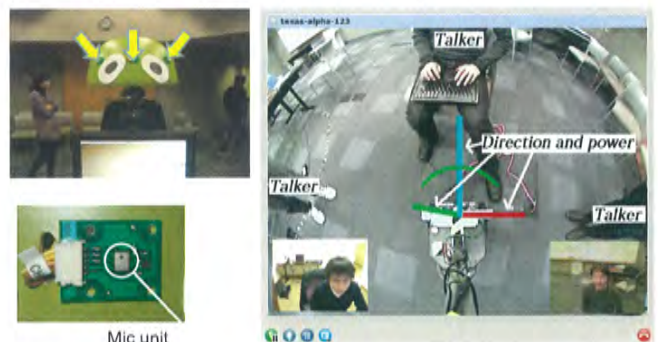 texas-alpha-123
Talker
Direction and power
Talker
Talker
Mic unit